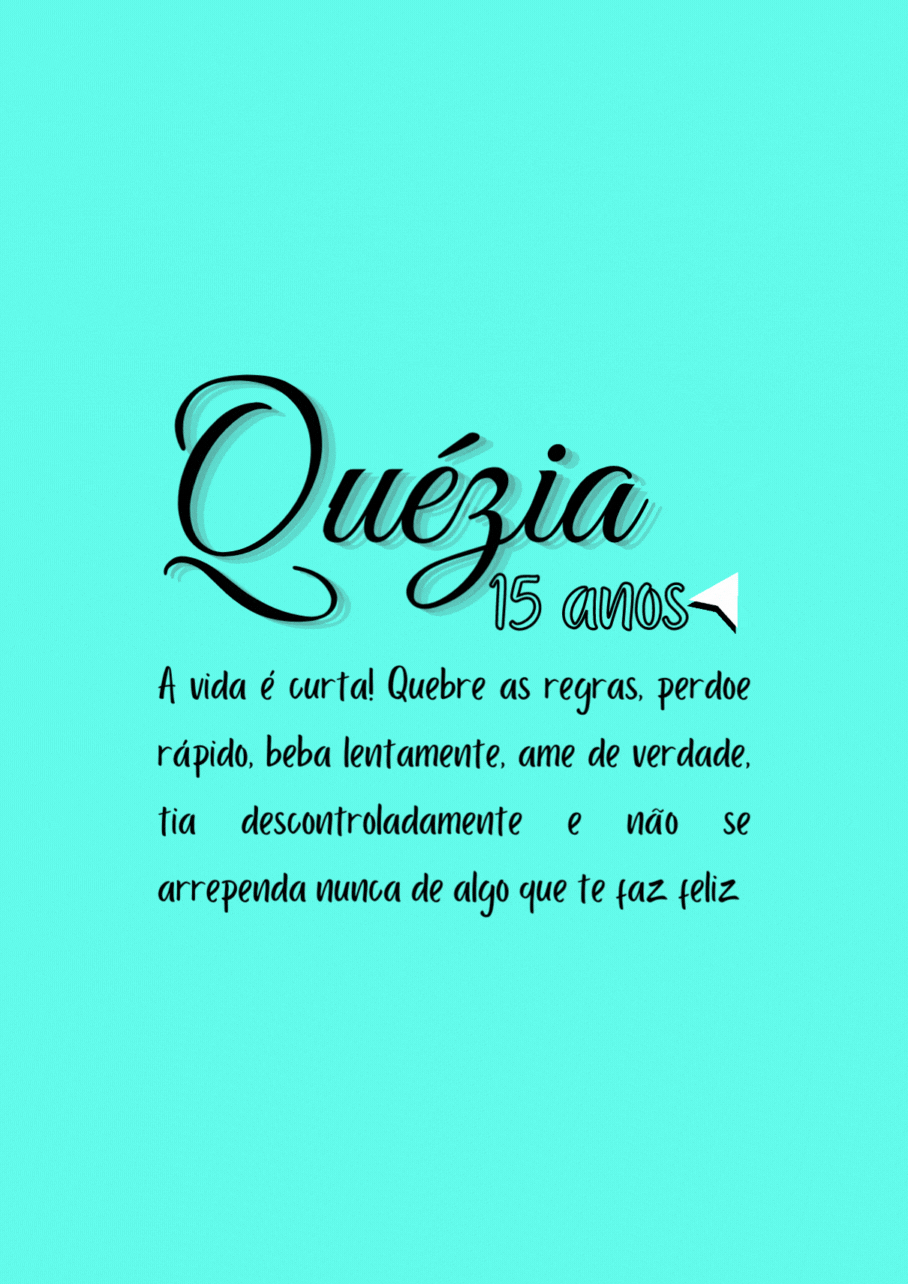 Quézia
15 anos
A vida é curta! Quebre as regras, perdoe
rápido, beba lentamente, ame de verdade,
tia descontroladamente e não se
arrependa nunca de algo que te faz feliz